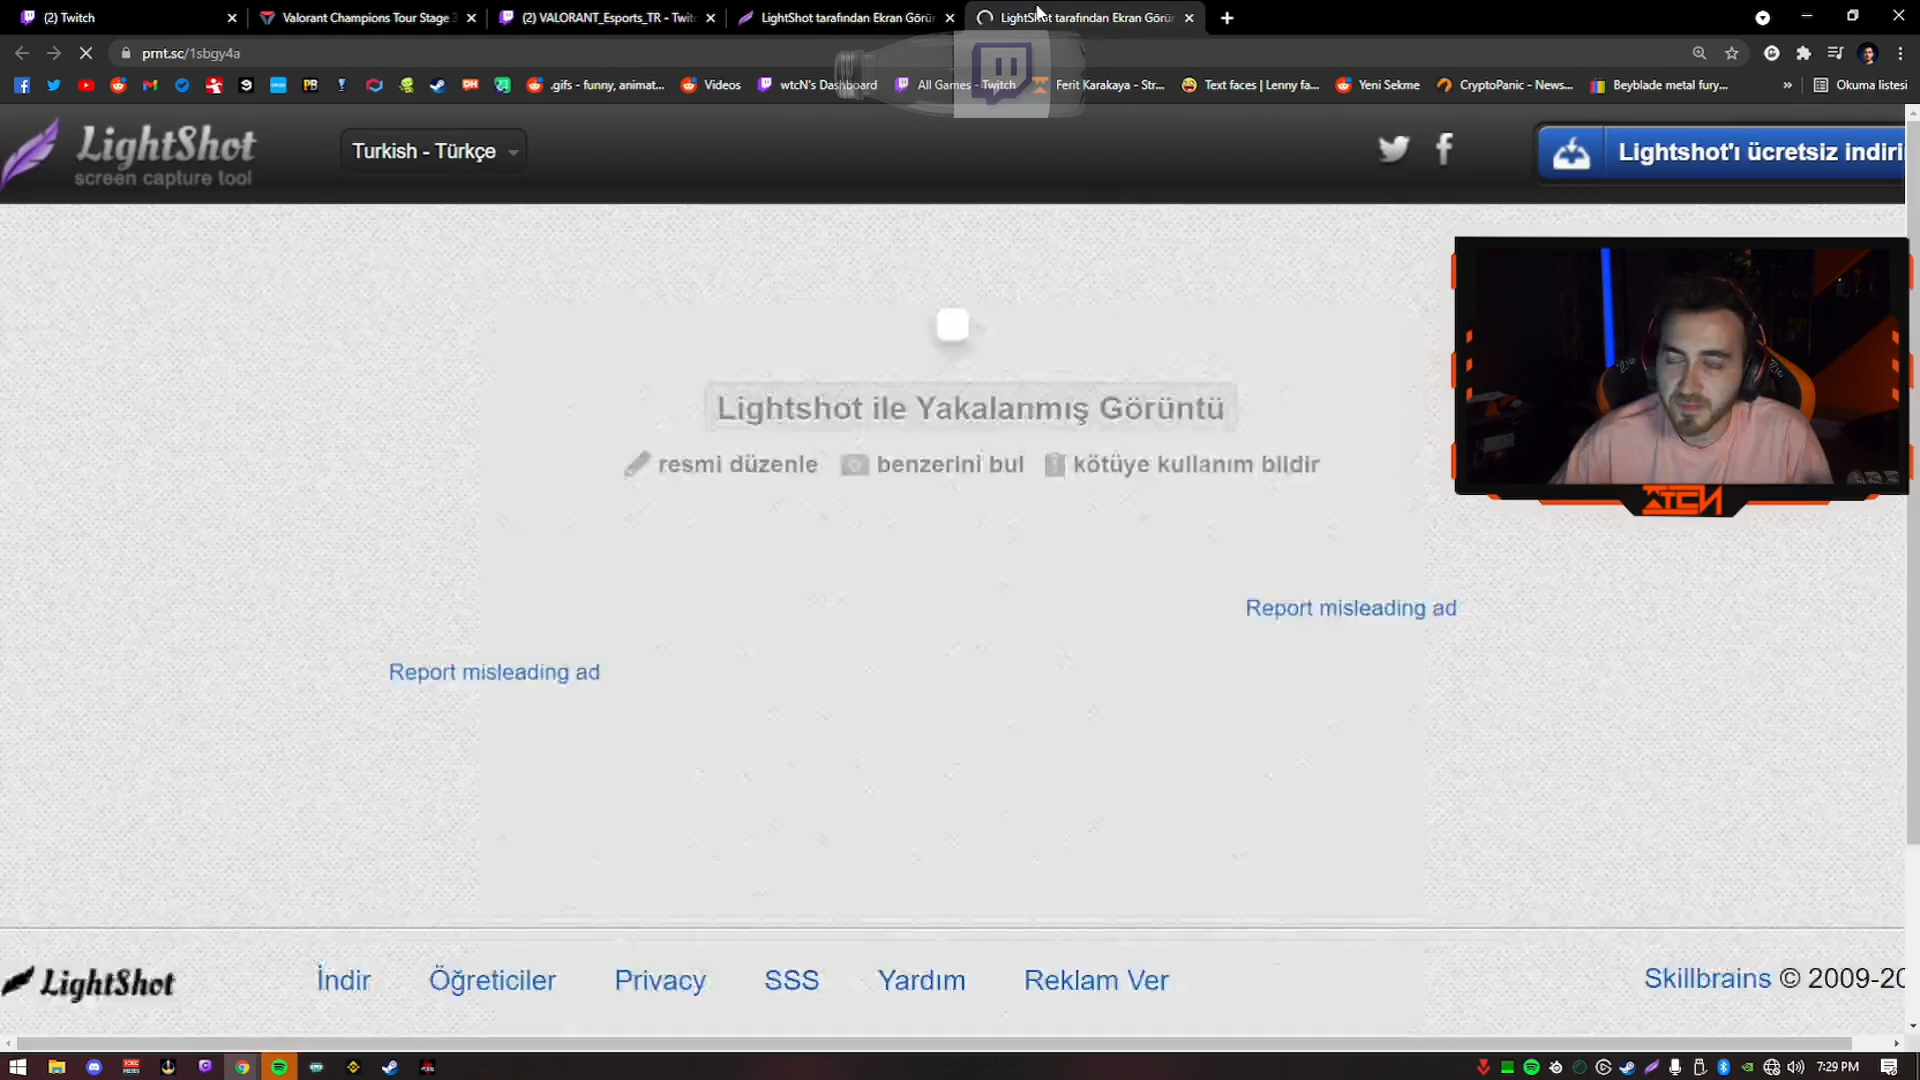 (2) Twitch
Valorant Champions Tour Stage 3
(2) VALORANT_Esports_TR - Twitc
LightShot tarafından Ekran Görün
LightShot tarafından Ekran Görün
prnt.sc/1sbgy4a
.gifs - funny, animat...
Videos
wtcN's Dashboard
All Games - Twitch
Ferit Karakaya - Str...
Text faces | Lenny fa...
Yeni Sekme
CryptoPanic - News...
Beyblade metal fury...
»
Okuma listesi
LightShot
screen capture tool
Turkish - Türkçe
Lightshot'ı ücretsiz indiri
Lightshot ile Yakalanmış Görüntü
resmi düzenle
benzerini bul
kötüye kullanım bildir
Report misleading ad
Report misleading ad
LightShot
İndir
Öğreticiler
Privacy
SSS
Yardım
Reklam Ver
Skillbrains © 2009-20
7:29 PM